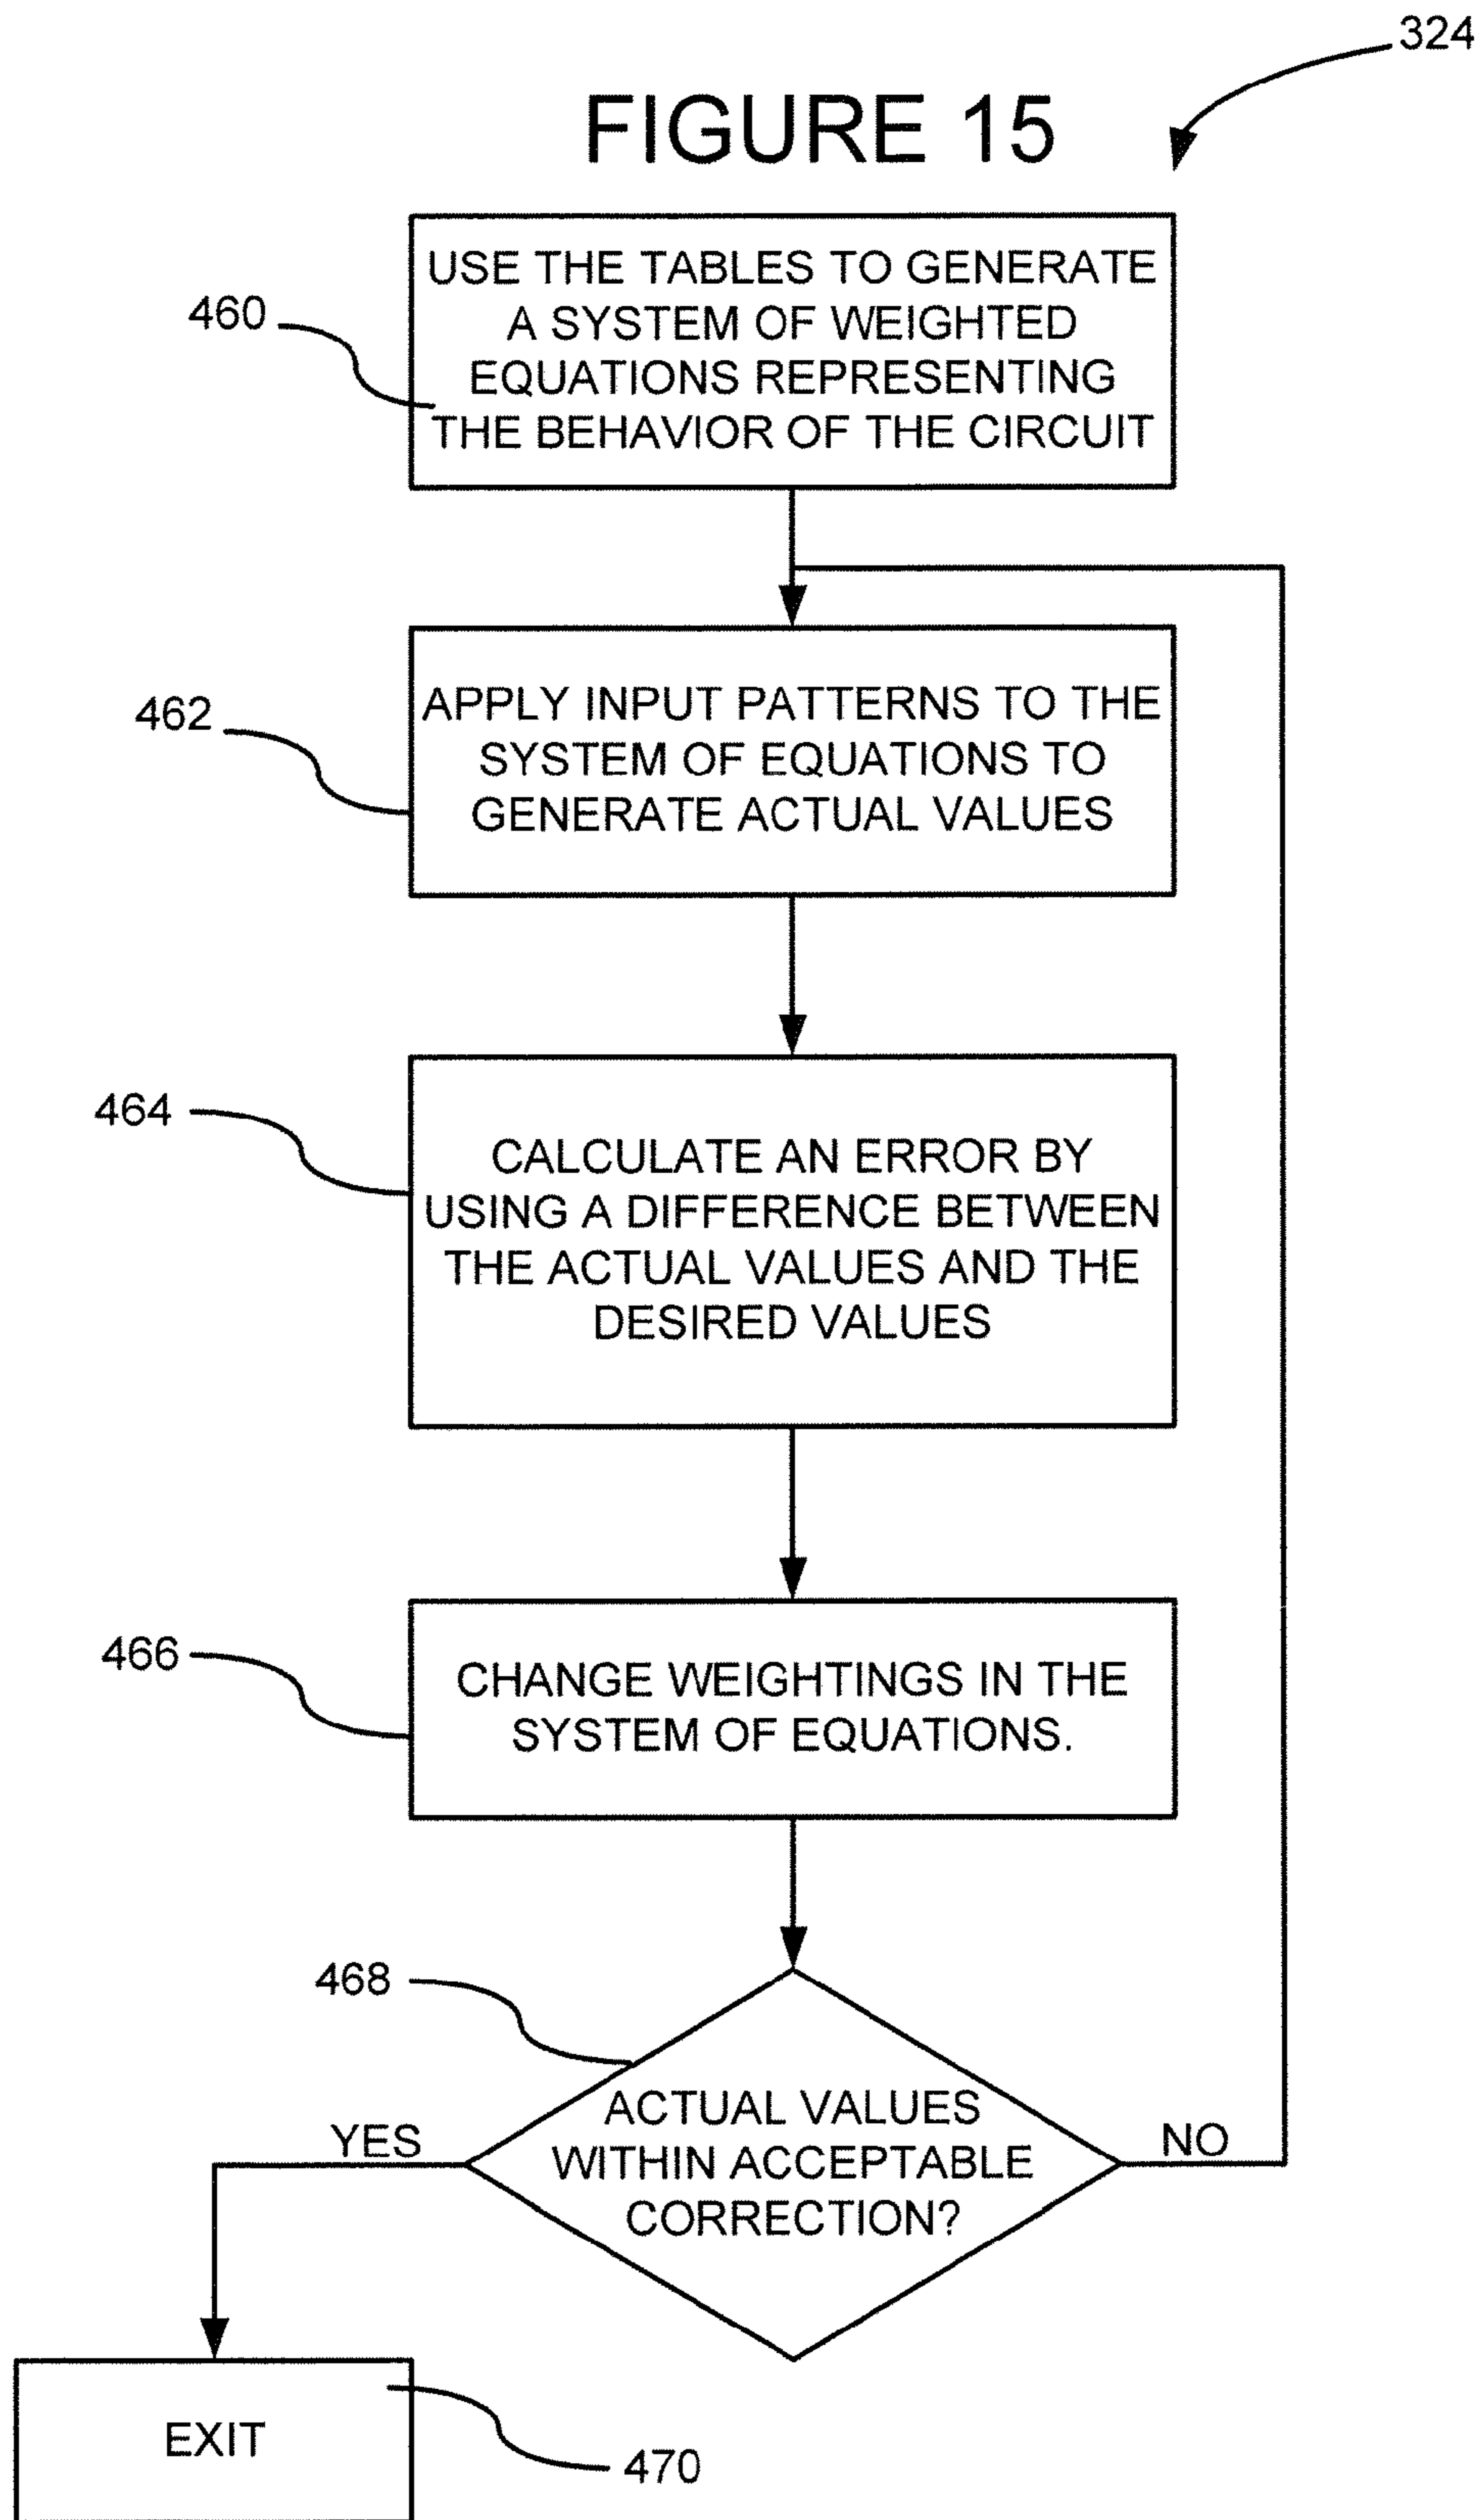 324
FIGURE 15
460
USE THE TABLES TO GENERATE
A SYSTEM OF WEIGHTED
EQUATIONS REPRESENTING
THE BEHAVIOR OF THE CIRCUIT
462
APPLY INPUT PATTERNS TO THE
SYSTEM OF EQUATIONS TO
GENERATE ACTUAL VALUES
464
CALCULATE AN ERROR BY
USING A DIFFERENCE BETWEEN
THE ACTUAL VALUES AND THE
DESIRED VALUES
466
CHANGE WEIGHTINGS IN THE
SYSTEM OF EQUATIONS.
468
ACTUAL VALUES
WITHIN ACCEPTABLE
CORRECTION?
YES
NO
EXIT
470